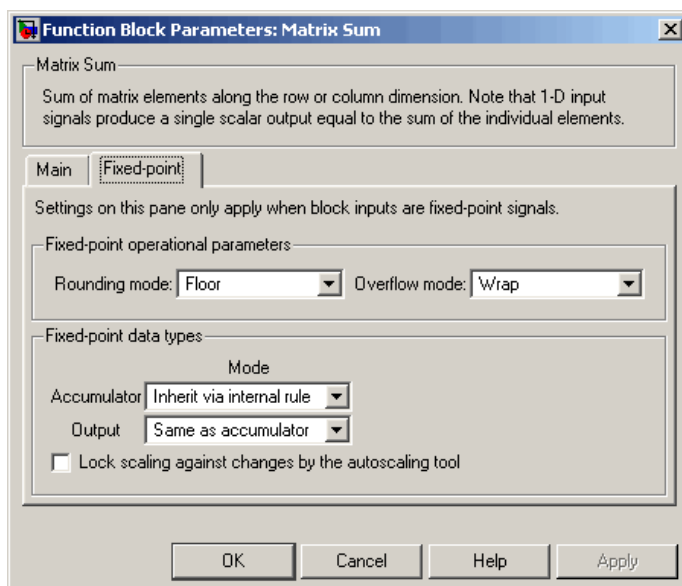 Function Block Parameters: Matrix Sum
Matrix Sum
Sum of matrix elements along the row or column dimension. Note that 1-D input
signals produce a single scalar output equal to the sum of the individual elements.
Main Fixed-point
Settings on this pane only apply when block inputs are fixed-point signals.
Fixed-point operational parameters
Rounding mode: Floor Overflow mode: Wrap
Fixed-point data types
Mode
Accumulator Inherit via internal rule
Output Same as accumulator
Lock scaling against changes by the autoscaling tool
OK Cancel Help Apply